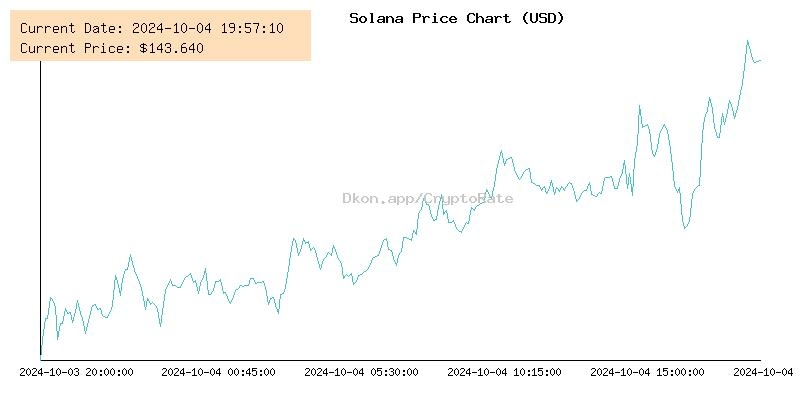 Solana Price Chart (USD)
Current Date: 2024-10-04 19:57:10
Current Price: $143.640
Dkon.app/CryptoRate
2024-10-03 20:00:00 2024-10-04 00:45:00 2024-10-04 05:30:00 2024-10-04 10:15:00 2024-10-04 15:00:00 2024-10-04